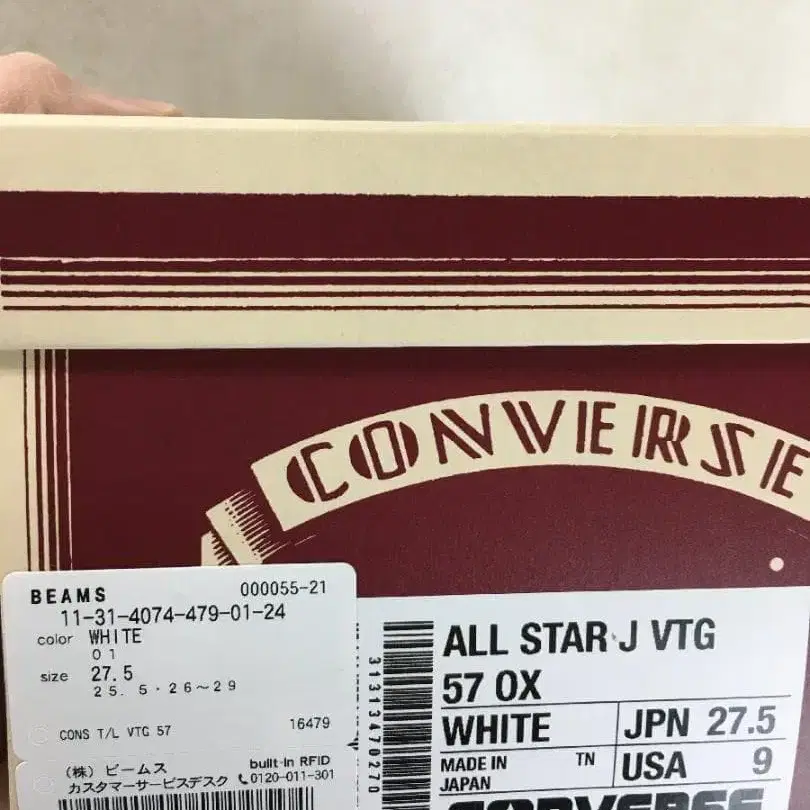 CONVERSE
BEAMS 000055-21
11-31-4074-479-01-24
color WHITE
01
size 27.5
25.5・26~29
CONS T/L VTG 57 16479
(株) ビームス built-in RFID
カスタマーサービスデスク 0120-011-301
31313470270
ALL STAR J VTG
57 OX
WHITE JPN 27.5
MADE IN JAPAN TN USA 9
CONVERSE